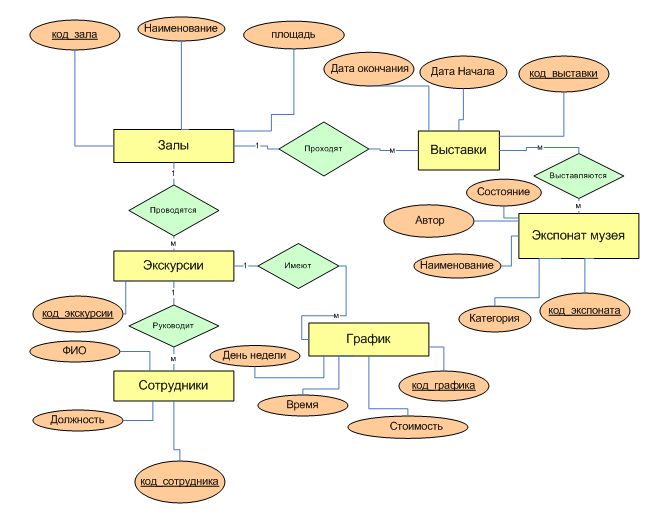 код_зала
Наименование
площадь
Дата окончания
Дата Начала
код_выставки
Залы
1
Проходят
м
Выставки
м
Выставляются
м
1
Проводятся
м
Состояние
Автор
Экспонат музея
Наименование
Категория
код_экспоната
Экскурсии
1
Имеют
м
1
код_экскурсии
Руководит
м
График
ФИО
День недели
код_графика
Сотрудники
Время
Стоимость
Должность
код_сотрудника